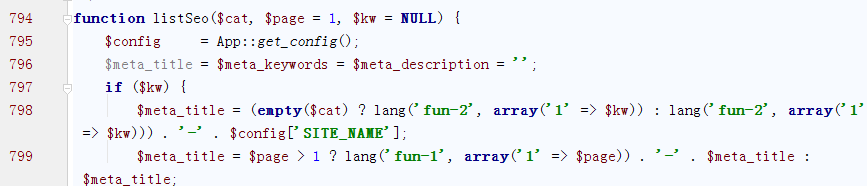 794 function listSeo($cat, $page = 1, $kw = NULL) {
795 $config = App::get_config();
796 $meta_title = $meta_keywords = $meta_description = '';
797 if ($kw) {
798 $meta_title = (empty($cat) ? lang('fun-2', array('1' => $kw)) : lang('fun-2', array('1'
=> $kw))) . '-' . $config['SITE_NAME'];
799 $meta_title = $page > 1 ? lang('fun-1', array('1' => $page)) . '-' . $meta_title :
$meta_title;